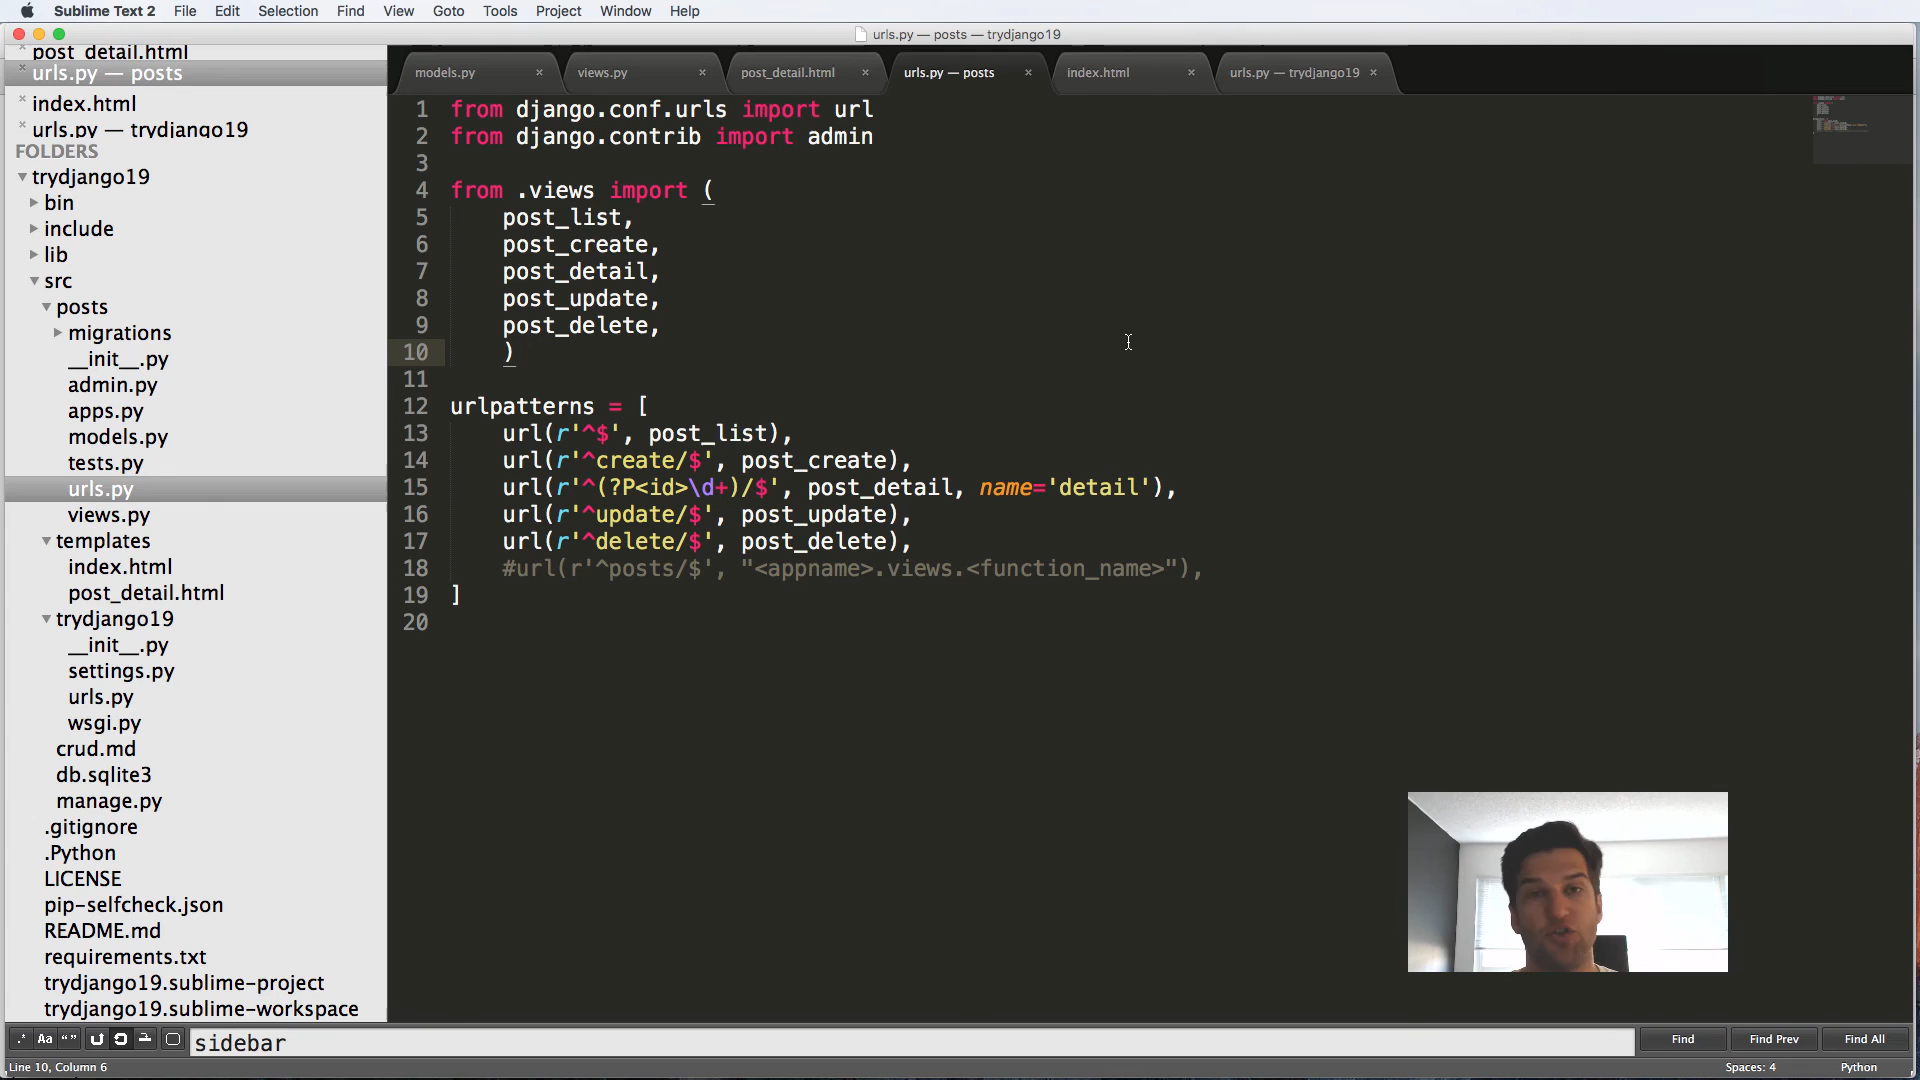 Sublime Text 2 File Edit Selection Find View Goto Tools Project Window Help
urls.py — posts — trydjango19
post_detail.html
urls.py — posts
index.html
urls.py — trydjango19
FOLDERS
trydjango19
bin
include
lib
src
posts
migrations
__init__.py
admin.py
apps.py
models.py
tests.py
urls.py
views.py
templates
index.html
post_detail.html
trydjango19
__init__.py
settings.py
urls.py
wsgi.py
crud.md
db.sqlite3
manage.py
.gitignore
.Python
LICENSE
pip-selfcheck.json
README.md
requirements.txt
trydjango19.sublime-project
trydjango19.sublime-workspace
models.py × views.py × post_detail.html × urls.py — posts × index.html × urls.py — trydjango19 ×
1 from django.conf.urls import url
2 from django.contrib import admin
3
4 from .views import (
5 post_list,
6 post_create,
7 post_detail,
8 post_update,
9 post_delete,
10 )
11
12 urlpatterns = [
13 url(r'^$', post_list),
14 url(r'^create/$', post_create),
15 url(r'^(?P<id>\d+)/$', post_detail, name='detail'),
16 url(r'^update/$', post_update),
17 url(r'^delete/$', post_delete),
18 #url(r'^posts/$', "<appname>.views.<function_name>"),
19 ]
20
.* Aa “” sidebar Find Find Prev Find All
Line 10, Column 6 Spaces: 4 Python